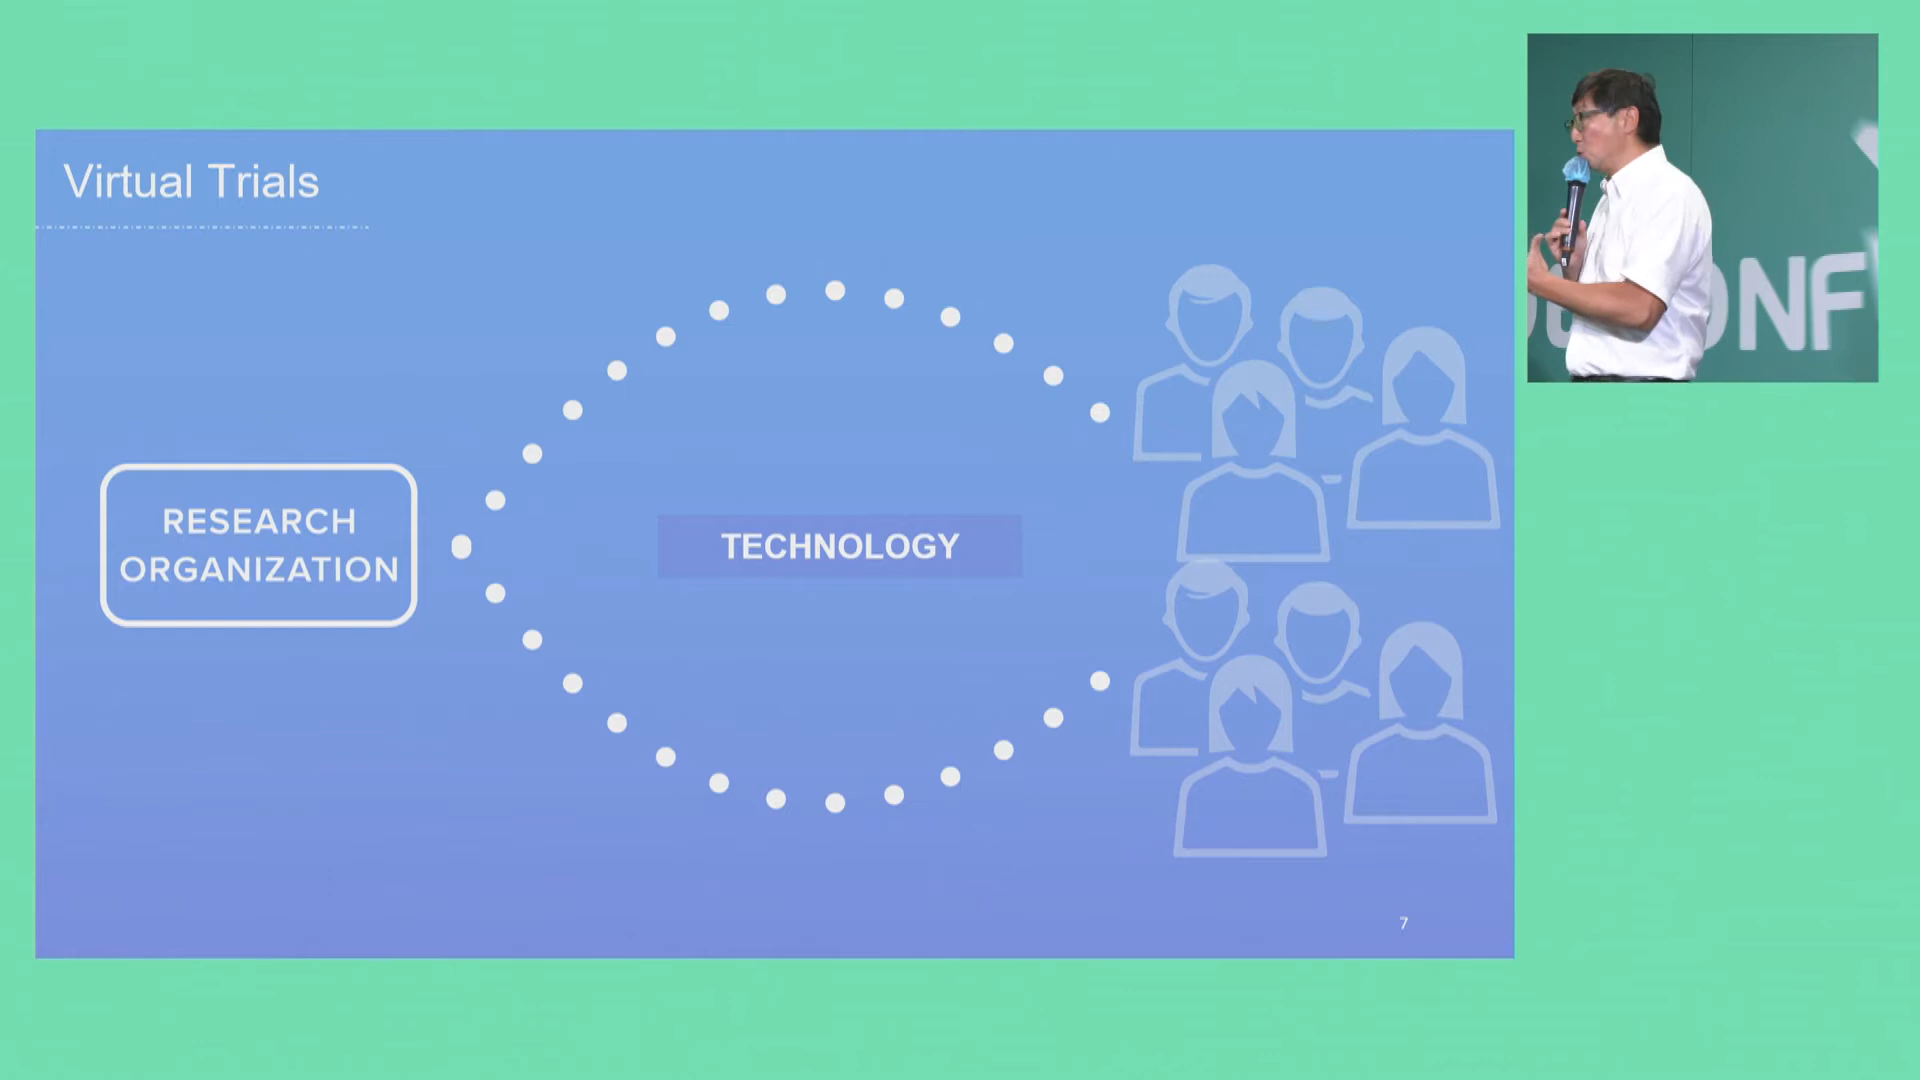 Virtual Trials
RESEARCH
ORGANIZATION
TECHNOLOGY
7